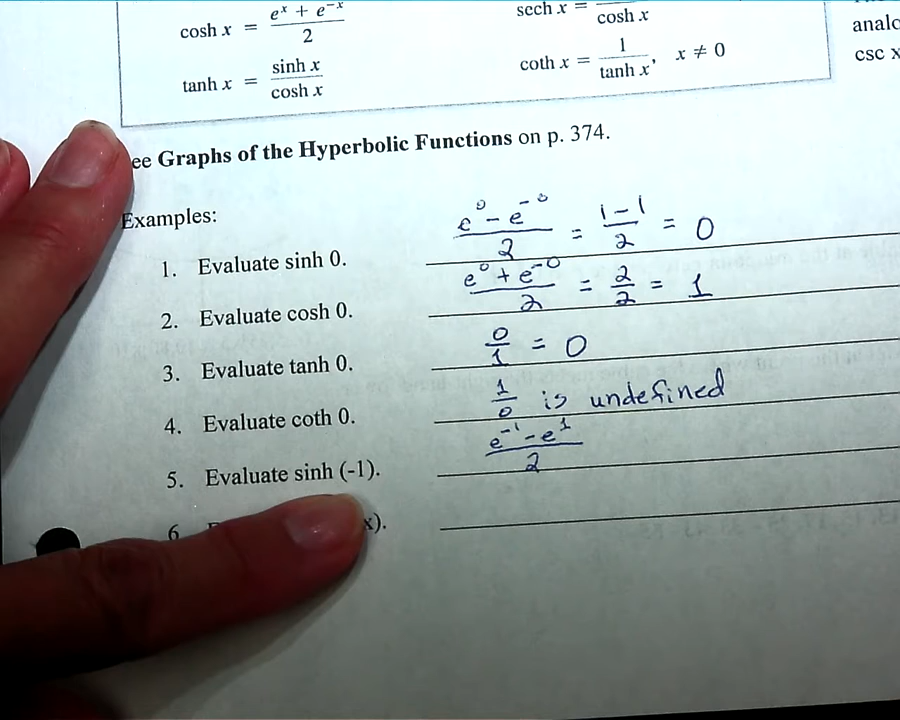 cosh x = e^x + e^-x / 2
sech x = / cosh x
tanh x = sinh x / cosh x
coth x = 1 / tanh x, x ≠ 0
csc x
ee Graphs of the Hyperbolic Functions on p. 374.
Examples:
1. Evaluate sinh 0. e^0 - e^-0 / 2 = 1-1 / 2 = 0
2. Evaluate cosh 0. e^0 + e^-0 / 2 = 2/2 = 1
3. Evaluate tanh 0. 0/1 = 0
4. Evaluate coth 0. 1/0 is undefined
5. Evaluate sinh (-1). e^-1 - e^1 / 2
6. x).